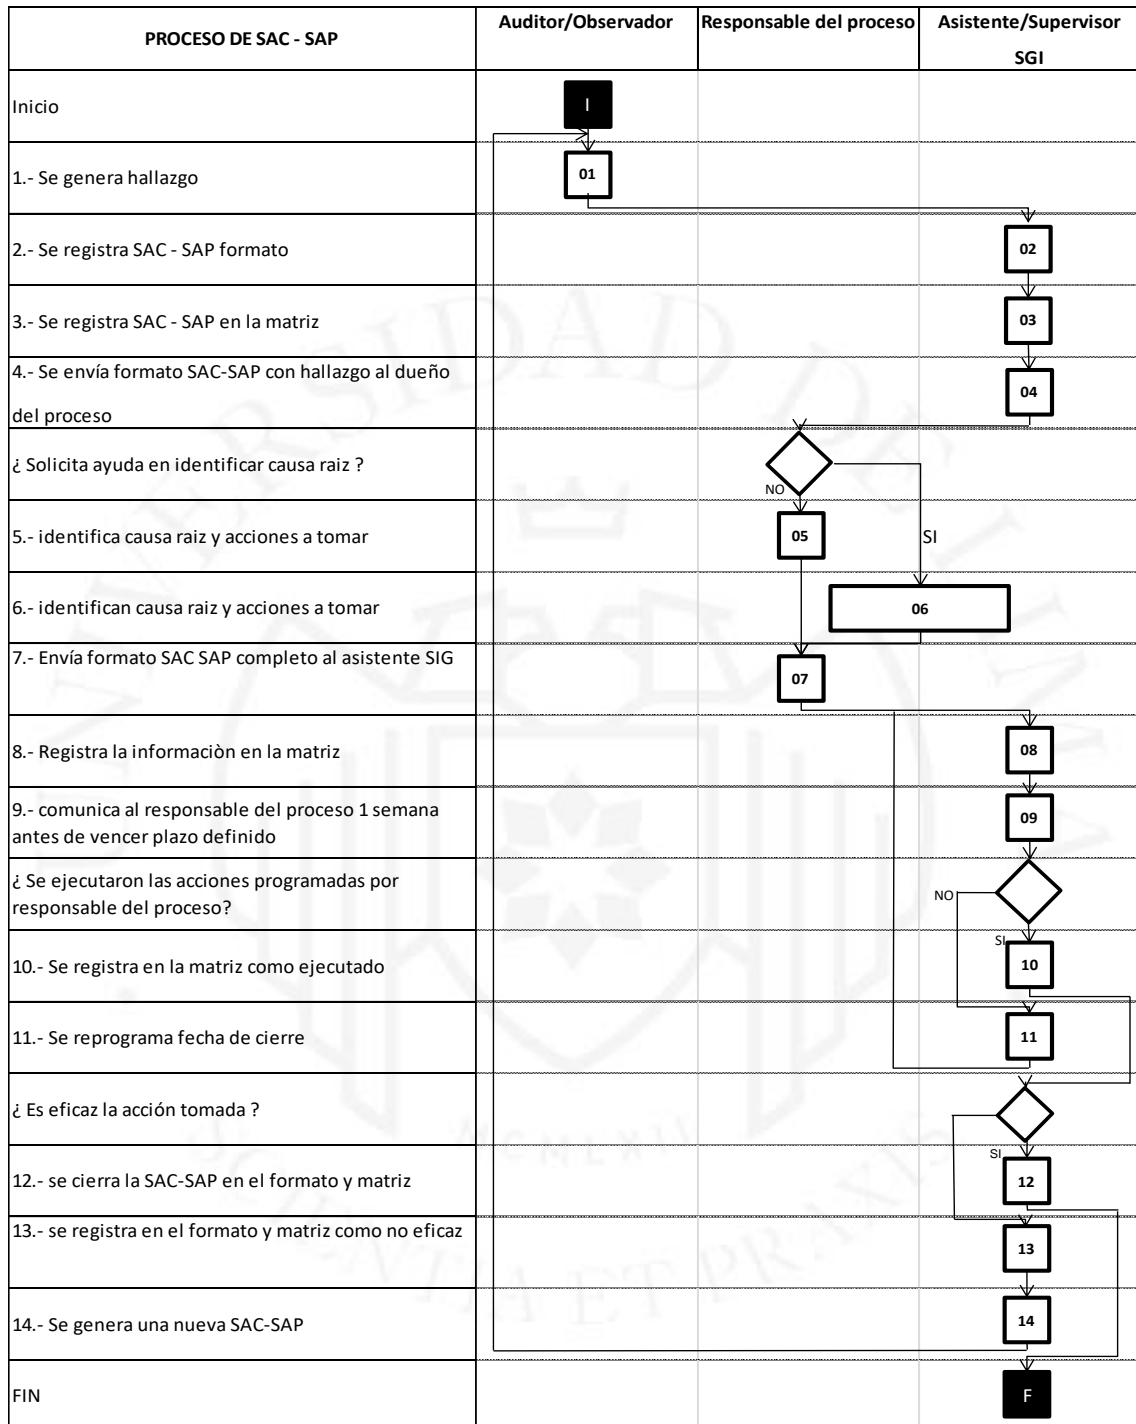 PROCESO DE SAC - SAP
Auditor/Observador
Responsable del proceso
Asistente/Supervisor
SGI
Inicio
I
1.- Se genera hallazgo
01
2.- Se registra SAC - SAP formato
02
3.- Se registra SAC - SAP en la matriz
03
4.- Se envía formato SAC-SAP con hallazgo al dueño
del proceso
04
¿ Solicita ayuda en identificar causa raiz ?
NO
5.- identifica causa raiz y acciones a tomar
05
SI
6.- identifican causa raiz y acciones a tomar
06
7.- Envía formato SAC SAP completo al asistente SIG
07
8.- Registra la informaciòn en la matriz
08
9.- comunica al responsable del proceso 1 semana
antes de vencer plazo definido
09
¿ Se ejecutaron las acciones programadas por
responsable del proceso?
NO
SI
10.- Se registra en la matriz como ejecutado
10
11.- Se reprograma fecha de cierre
11
¿ Es eficaz la acción tomada ?
SI
12.- se cierra la SAC-SAP en el formato y matriz
12
13.- se registra en el formato y matriz como no eficaz
13
14.- Se genera una nueva SAC-SAP
14
FIN
F
UNIVERSIDAD DE LIMA
MCMLXII
SCIENTIA ET PRAXIS